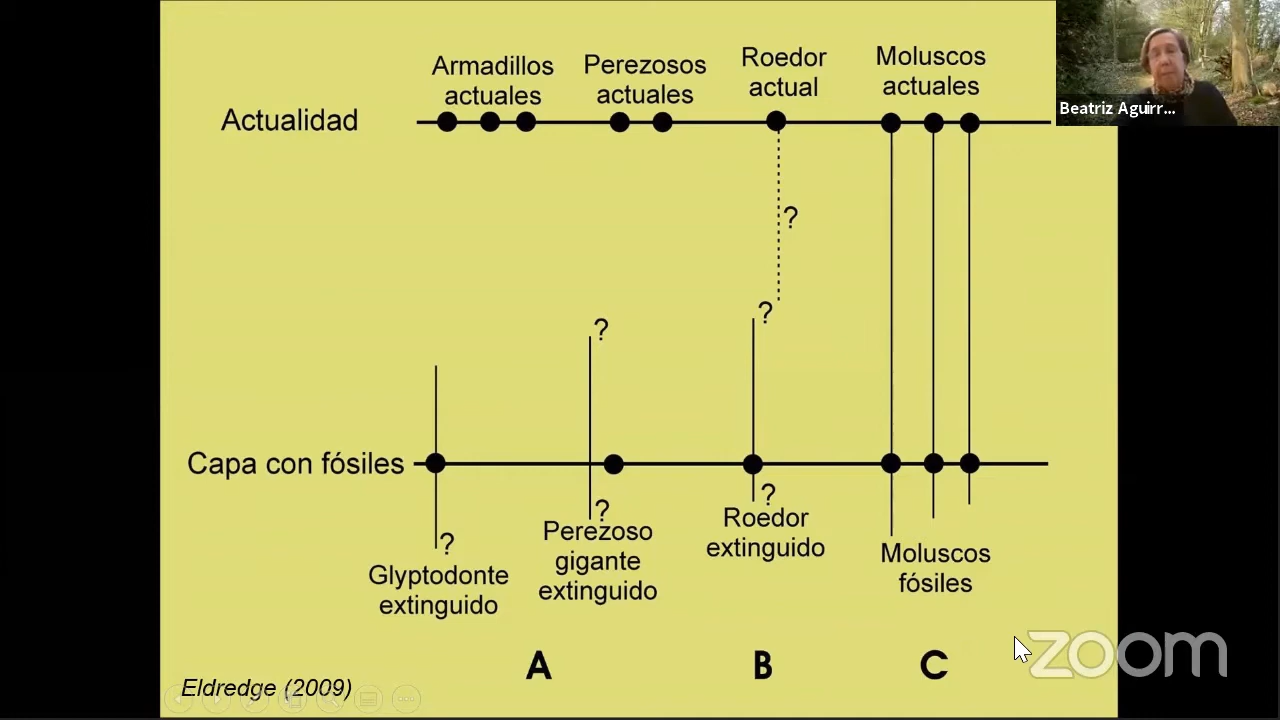 Armadillos
actuales
Perezosos
actuales
Roedor
actual
Moluscos
actuales
Beatriz Aguirr...
Actualidad
?
?
?
Capa con fósiles
?
?
?
Glyptodonte
extinguido
Perezoso
gigante
extinguido
Roedor
extinguido
Moluscos
fósiles
A
B
C
zoom
Eldredge (2009)